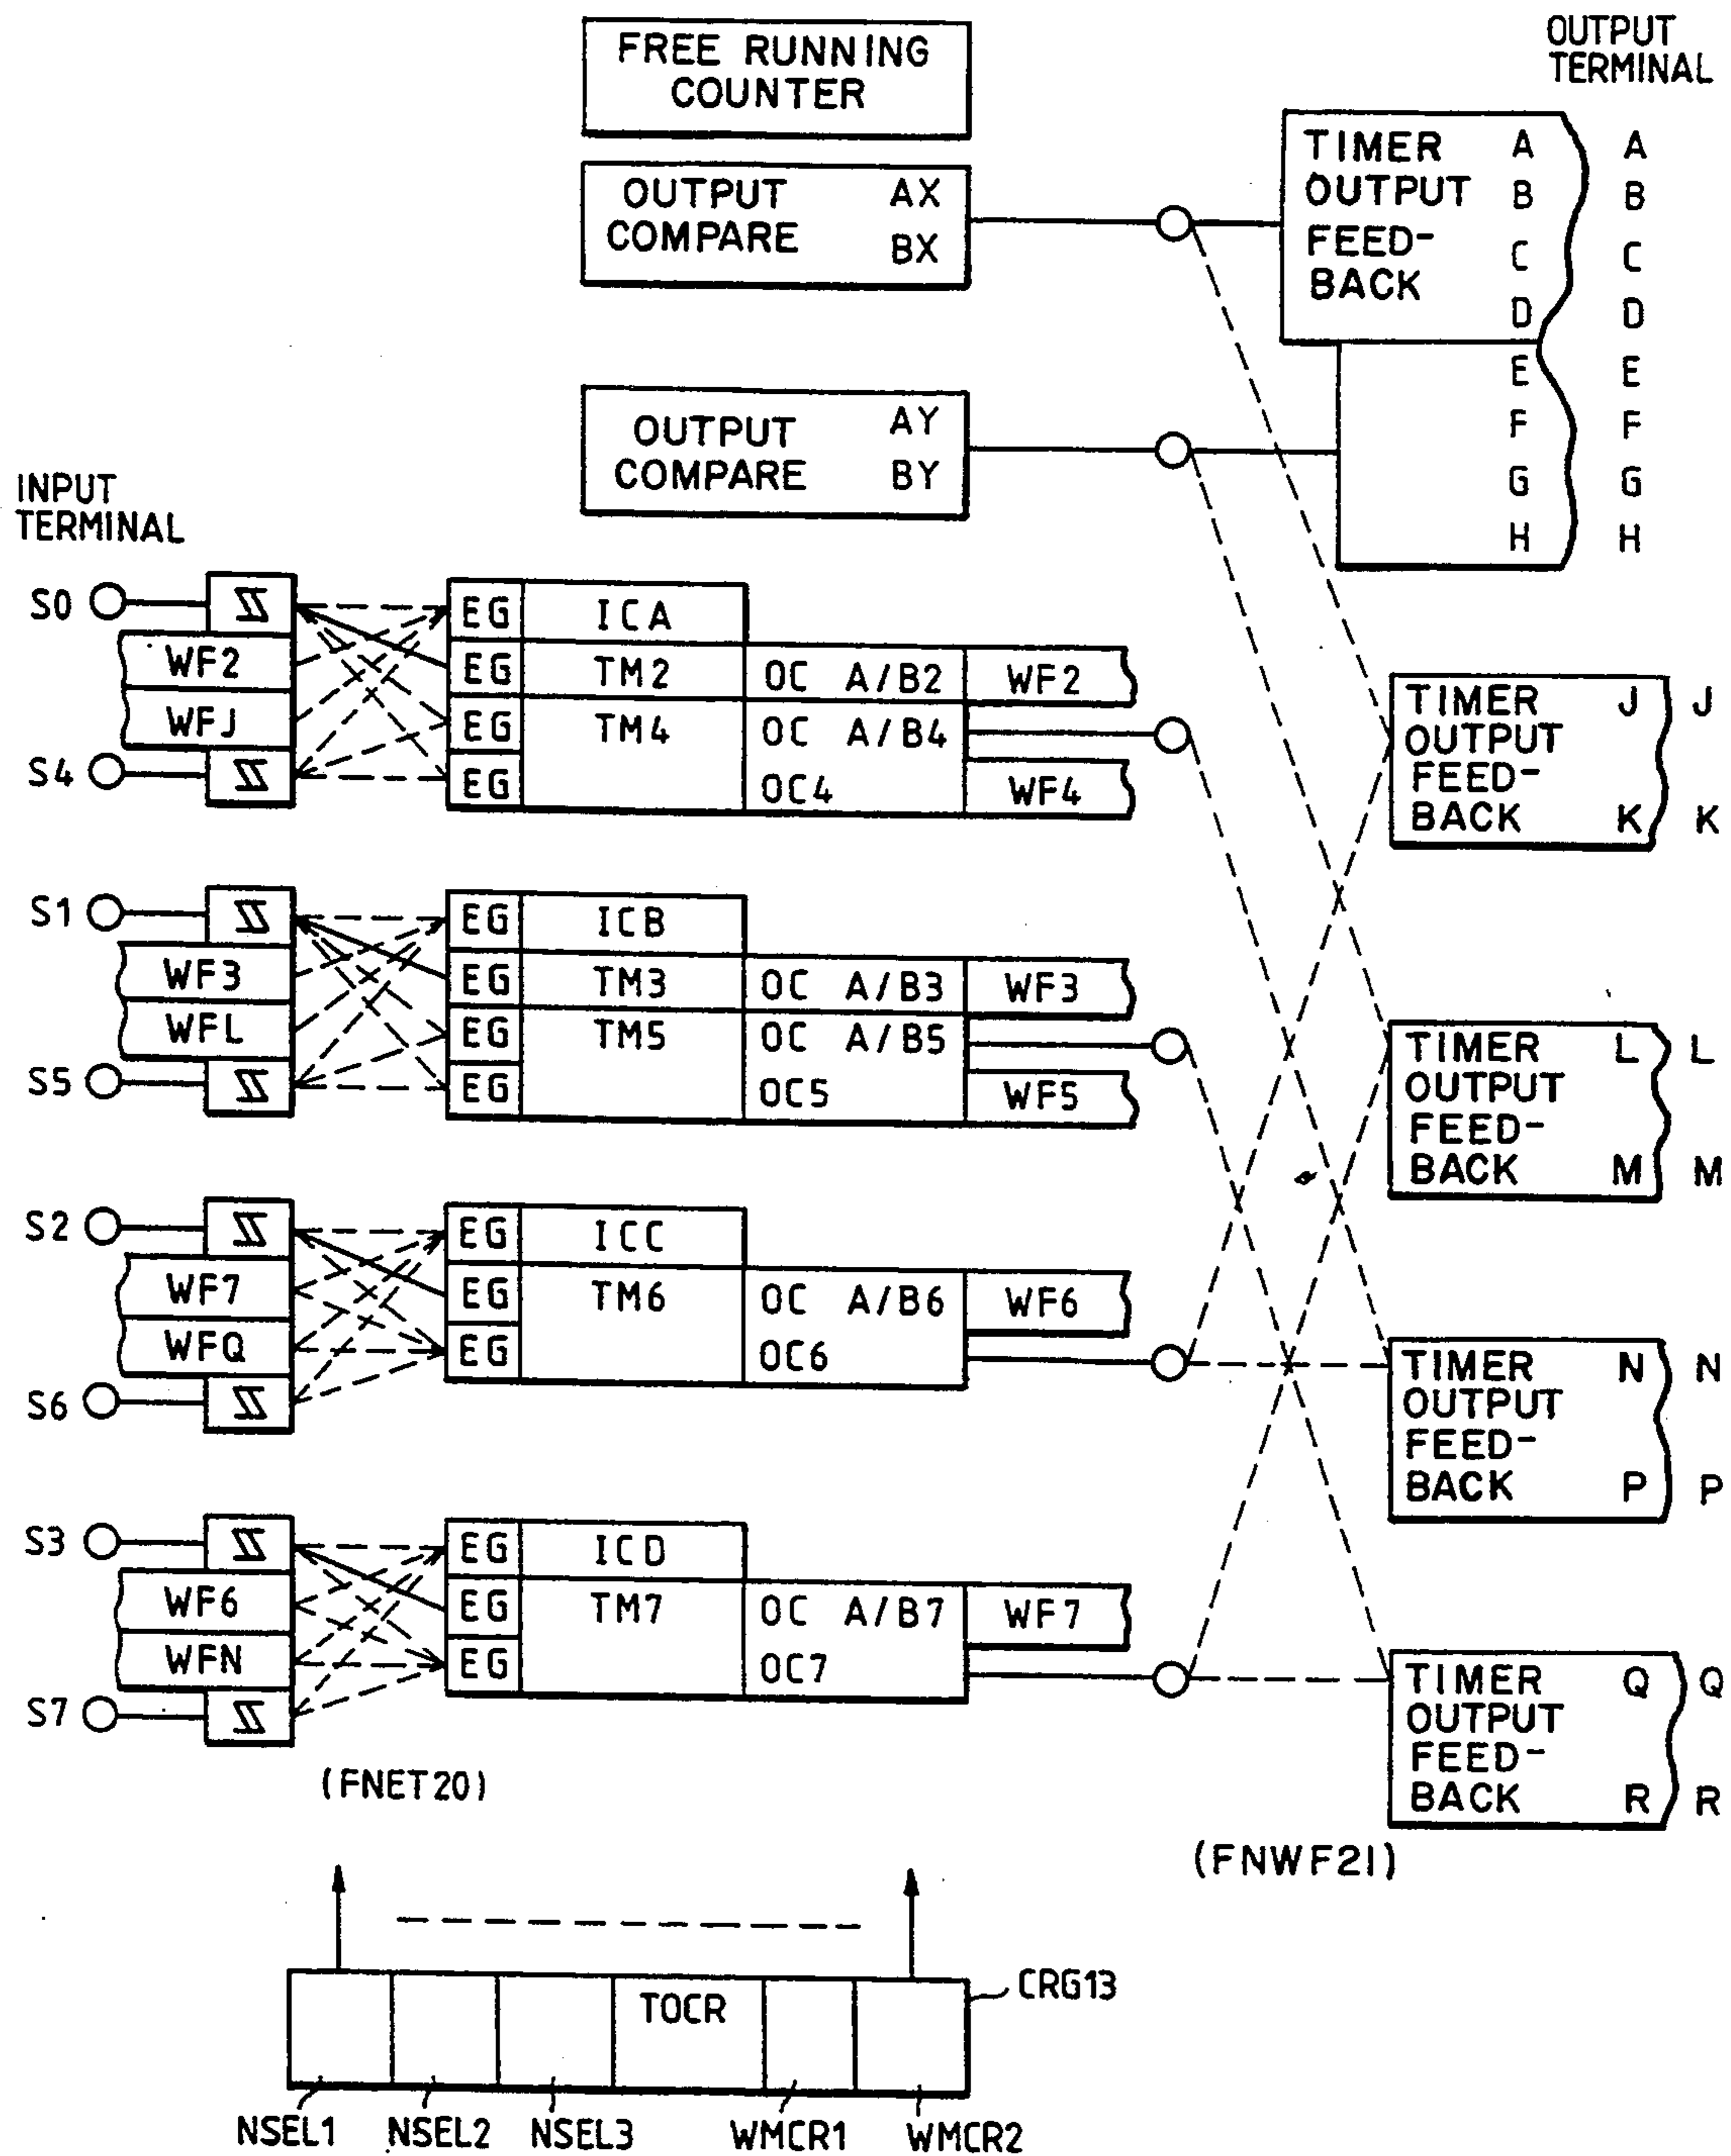 FREE RUNNING
COUNTER
OUTPUT
TERMINAL
OUTPUT AX
COMPARE BX
TIMER A A
OUTPUT B B
FEED- C C
BACK D D
E E
F F
G G
H H
OUTPUT AY
COMPARE BY
INPUT
TERMINAL
S0 EG ICA
WF2 EG TM2 OC A/B2 WF2
WFJ EG TM4 OC A/B4
S4 EG OC4 WF4
TIMER J J
OUTPUT
FEED-
BACK K K
S1 EG ICB
WF3 EG TM3 OC A/B3 WF3
WFL EG TM5 OC A/B5
S5 EG OC5 WF5
TIMER L L
OUTPUT
FEED-
BACK M M
S2 EG ICC
WF7 EG TM6 OC A/B6 WF6
WFQ EG OC6
S6
TIMER N N
OUTPUT
FEED-
BACK P P
S3 EG ICD
WF6 EG TM7 OC A/B7 WF7
WFN EG OC7
S7
TIMER Q Q
OUTPUT
FEED-
BACK R R
(FNET20)
(FNWF21)
TOCR
CRG13
NSEL1 NSEL2 NSEL3 WMCR1 WMCR2